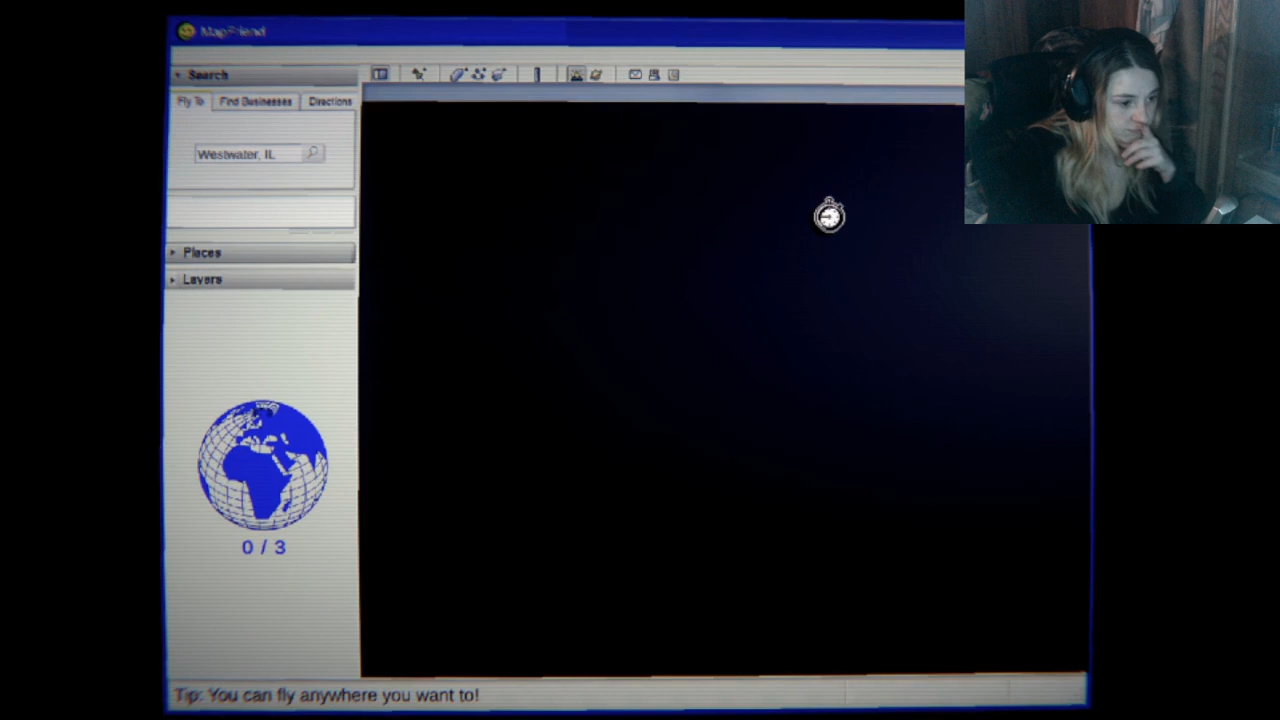 MapFriend
Search
Fly To
Find Businesses
Directions
Westwater, IL
Places
Layers
0 / 3
Tip: You can fly anywhere you want to!